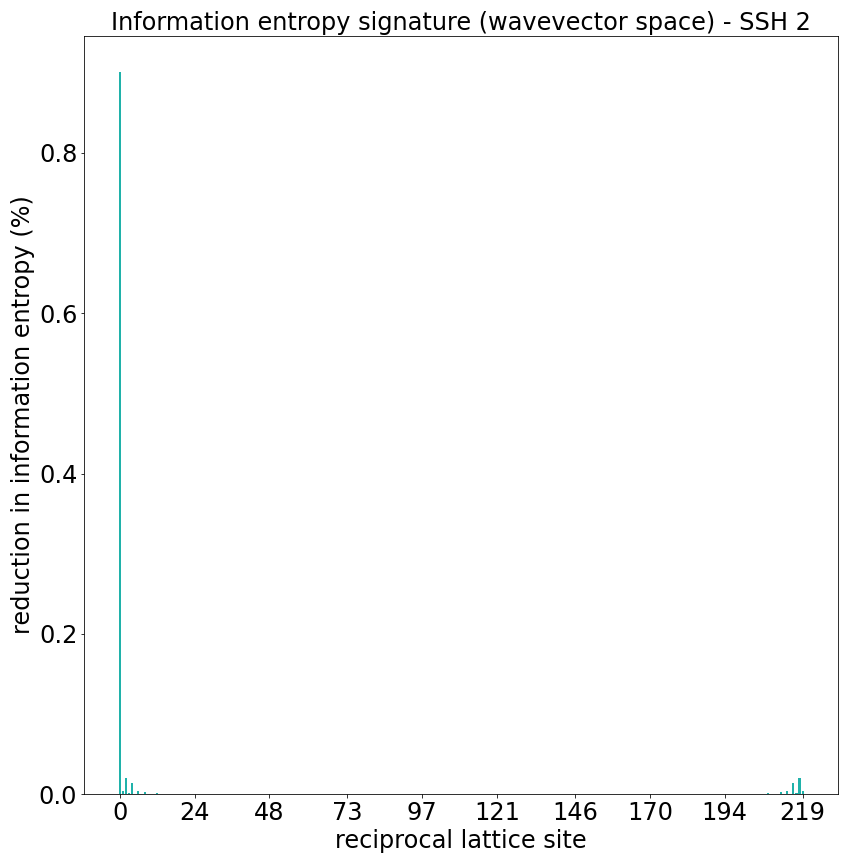 Information entropy signature (wavevector space) - SSH 2
reduction in information entropy (%)
0.8
0.6
0.4
0.2
0.0
0 24 48 73 97 121 146 170 194 219
reciprocal lattice site